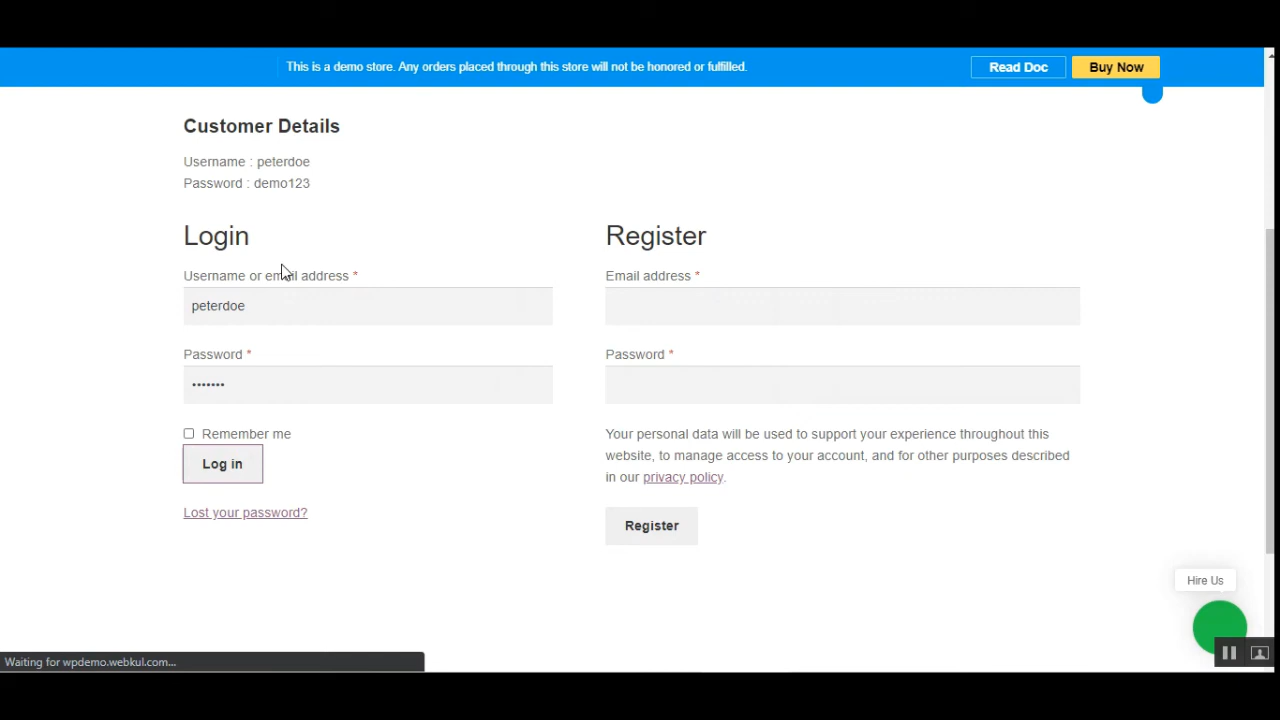 This is a demo store. Any orders placed through this store will not be honored or fulfilled.
Read Doc
Buy Now
Customer Details
Username : peterdoe
Password : demo123
Login
Username or email address *
peterdoe
Password *
•••••••
Remember me
Log in
Lost your password?
Register
Email address *
Password *
Your personal data will be used to support your experience throughout this
website, to manage access to your account, and for other purposes described
in our privacy policy.
Register
Hire Us
Waiting for wpdemo.webkul.com...